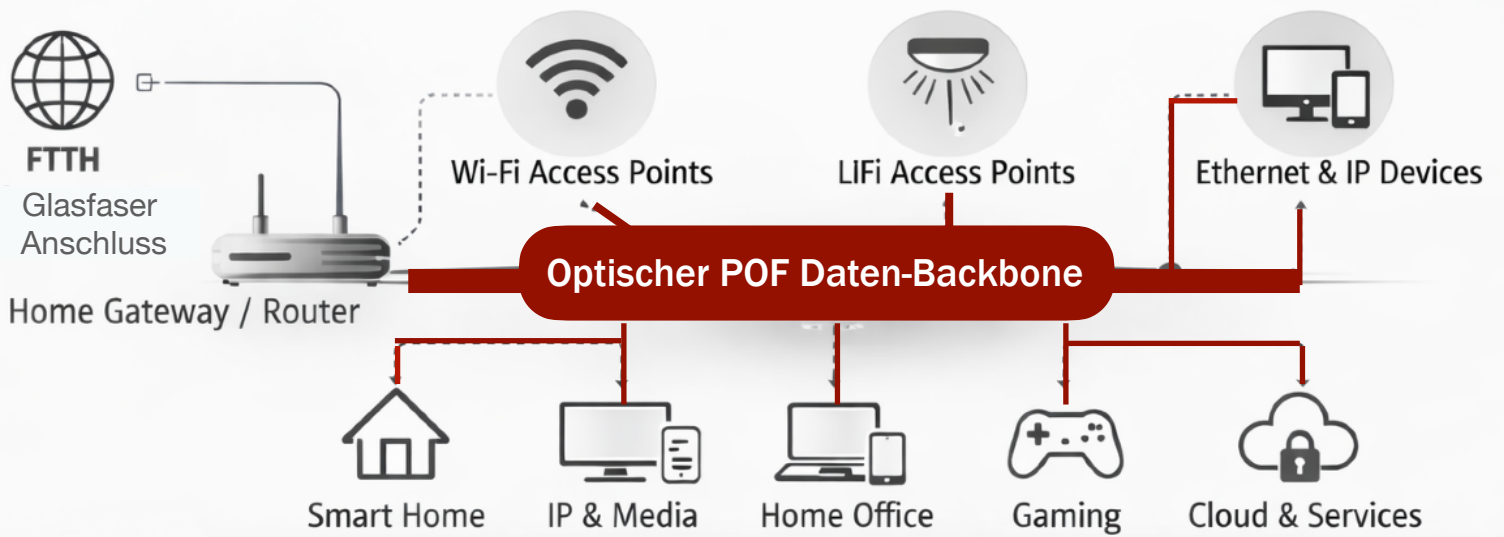 FTTH
Glasfaser
Anschluss
Home Gateway / Router
Wi-Fi Access Points
LiFi Access Points
Ethernet & IP Devices
Optischer POF Daten-Backbone
Smart Home
IP & Media
Home Office
Gaming
Cloud & Services